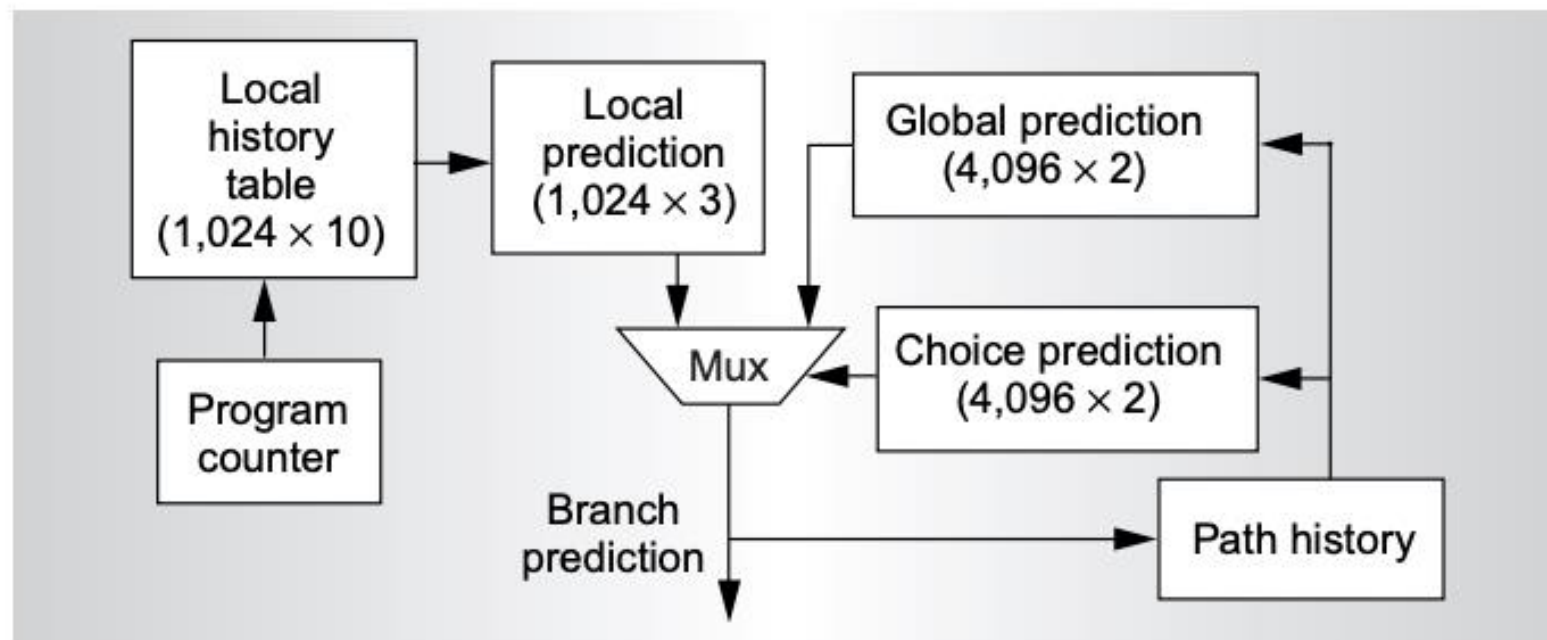 Local
history
table
(1,024 × 10)
Local
prediction
(1,024 × 3)
Global prediction
(4,096 × 2)
Mux
Choice prediction
(4,096 × 2)
Program
counter
Branch
prediction
Path history